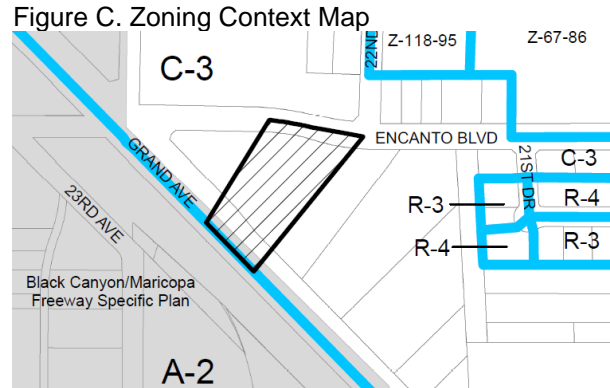 Figure C. Zoning Context Map
C-3
22ND
Z-118-95
Z-67-86
GRAND AVE
ENCANTO BLVD
21ST DR
C-3
23RD AVE
R-3
R-4
R-4
R-3
Black Canyon/Maricopa
Freeway Specific Plan
A-2